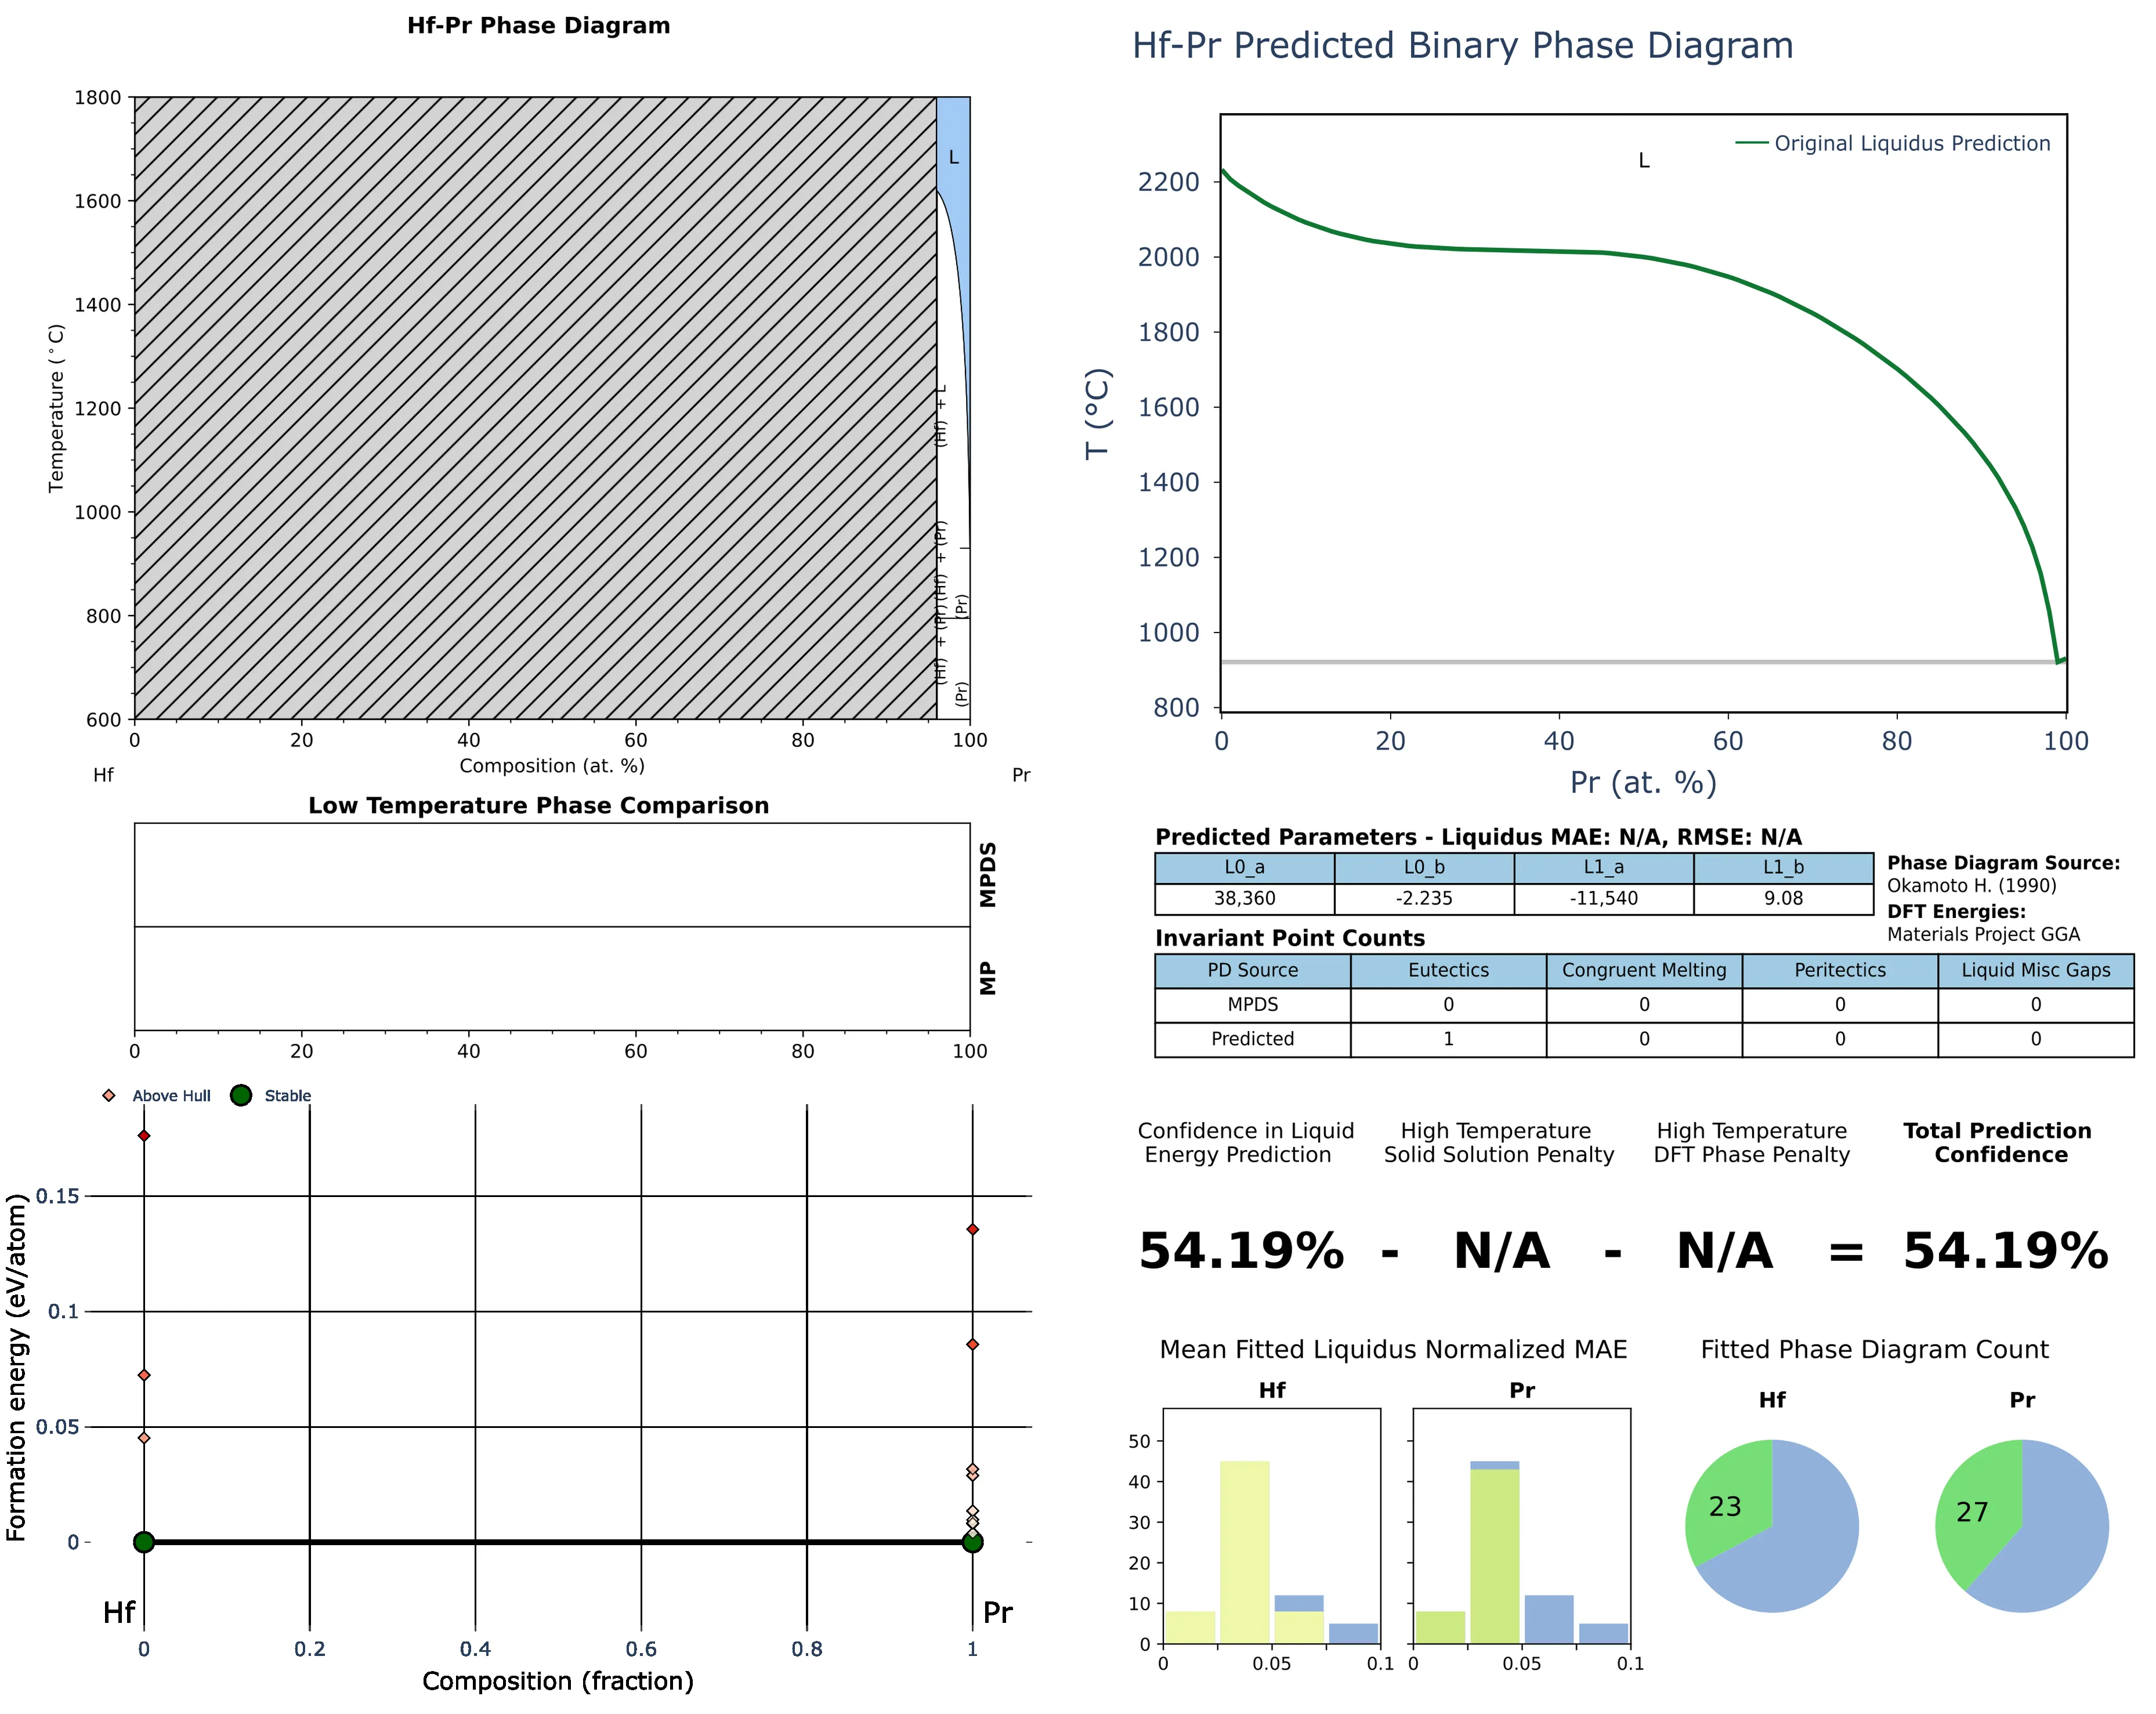 Hf-Pr Phase Diagram
1800
1600
1400
1200
1000
800
600
Temperature (°C)
L
(Hf) + L
(Hf) + (Pr)
(Pr)
(Hf) + (Pr)
(Pr)
0 20 40 60 80 100
Hf Composition (at. %) Pr
Low Temperature Phase Comparison
MPDS
MP
0 20 40 60 80 100
Above Hull Stable
0.15
0.1
0.05
0
Formation energy (eV/atom)
Hf Pr
0 0.2 0.4 0.6 0.8 1
Composition (fraction)
Hf-Pr Predicted Binary Phase Diagram
Original Liquidus Prediction
L
2200
2000
1800
1600
1400
1200
1000
800
T (°C)
0 20 40 60 80 100
Pr (at. %)
Predicted Parameters - Liquidus MAE: N/A, RMSE: N/A
L0_a L0_b L1_a L1_b
38,360 -2.235 -11,540 9.08
Phase Diagram Source:
Okamoto H. (1990)
DFT Energies:
Materials Project GGA
Invariant Point Counts
PD Source Eutectics Congruent Melting Peritectics Liquid Misc Gaps
MPDS 0 0 0 0
Predicted 1 0 0 0
Confidence in Liquid
Energy Prediction
High Temperature
Solid Solution Penalty
High Temperature
DFT Phase Penalty
Total Prediction
Confidence
54.19% - N/A - N/A = 54.19%
Mean Fitted Liquidus Normalized MAE
Hf Pr
50
40
30
20
10
0
0 0.05 0.1 0 0.05 0.1
Fitted Phase Diagram Count
Hf Pr
23 27